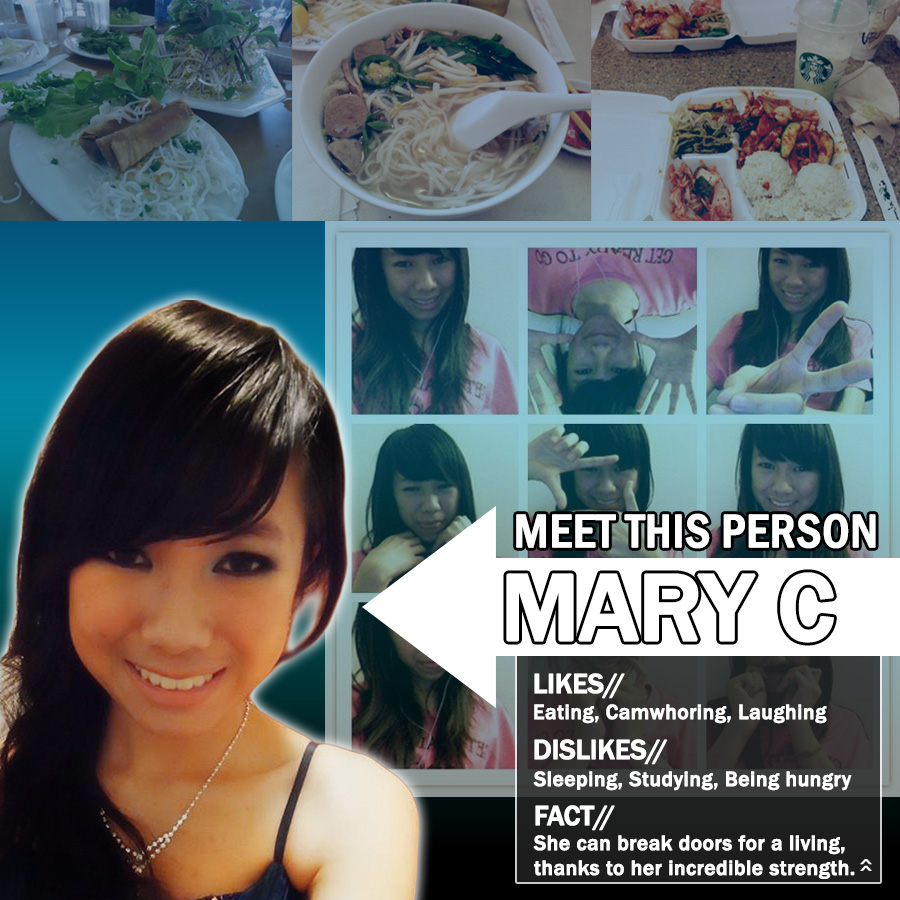 GET READY TO GO
MEET THIS PERSON
MARY C
LIKES//
Eating, Camwhoring, Laughing
DISLIKES//
Sleeping, Studying, Being hungry
FACT//
She can break doors for a living,
thanks to her incredible strength.